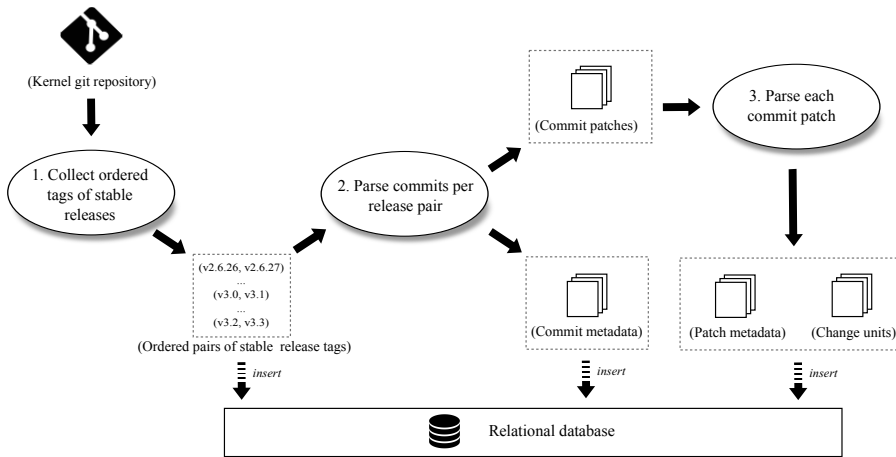 (Kernel git repository)
1. Collect ordered
tags of stable
releases
(v2.6.26, v2.6.27)
...
(v3.0, v3.1)
...
(v3.2, v3.3)
(Ordered pairs of stable release tags)
2. Parse commits per
release pair
(Commit patches)
(Commit metadata)
3. Parse each
commit patch
(Patch metadata)
(Change units)
insert
insert
insert
Relational database